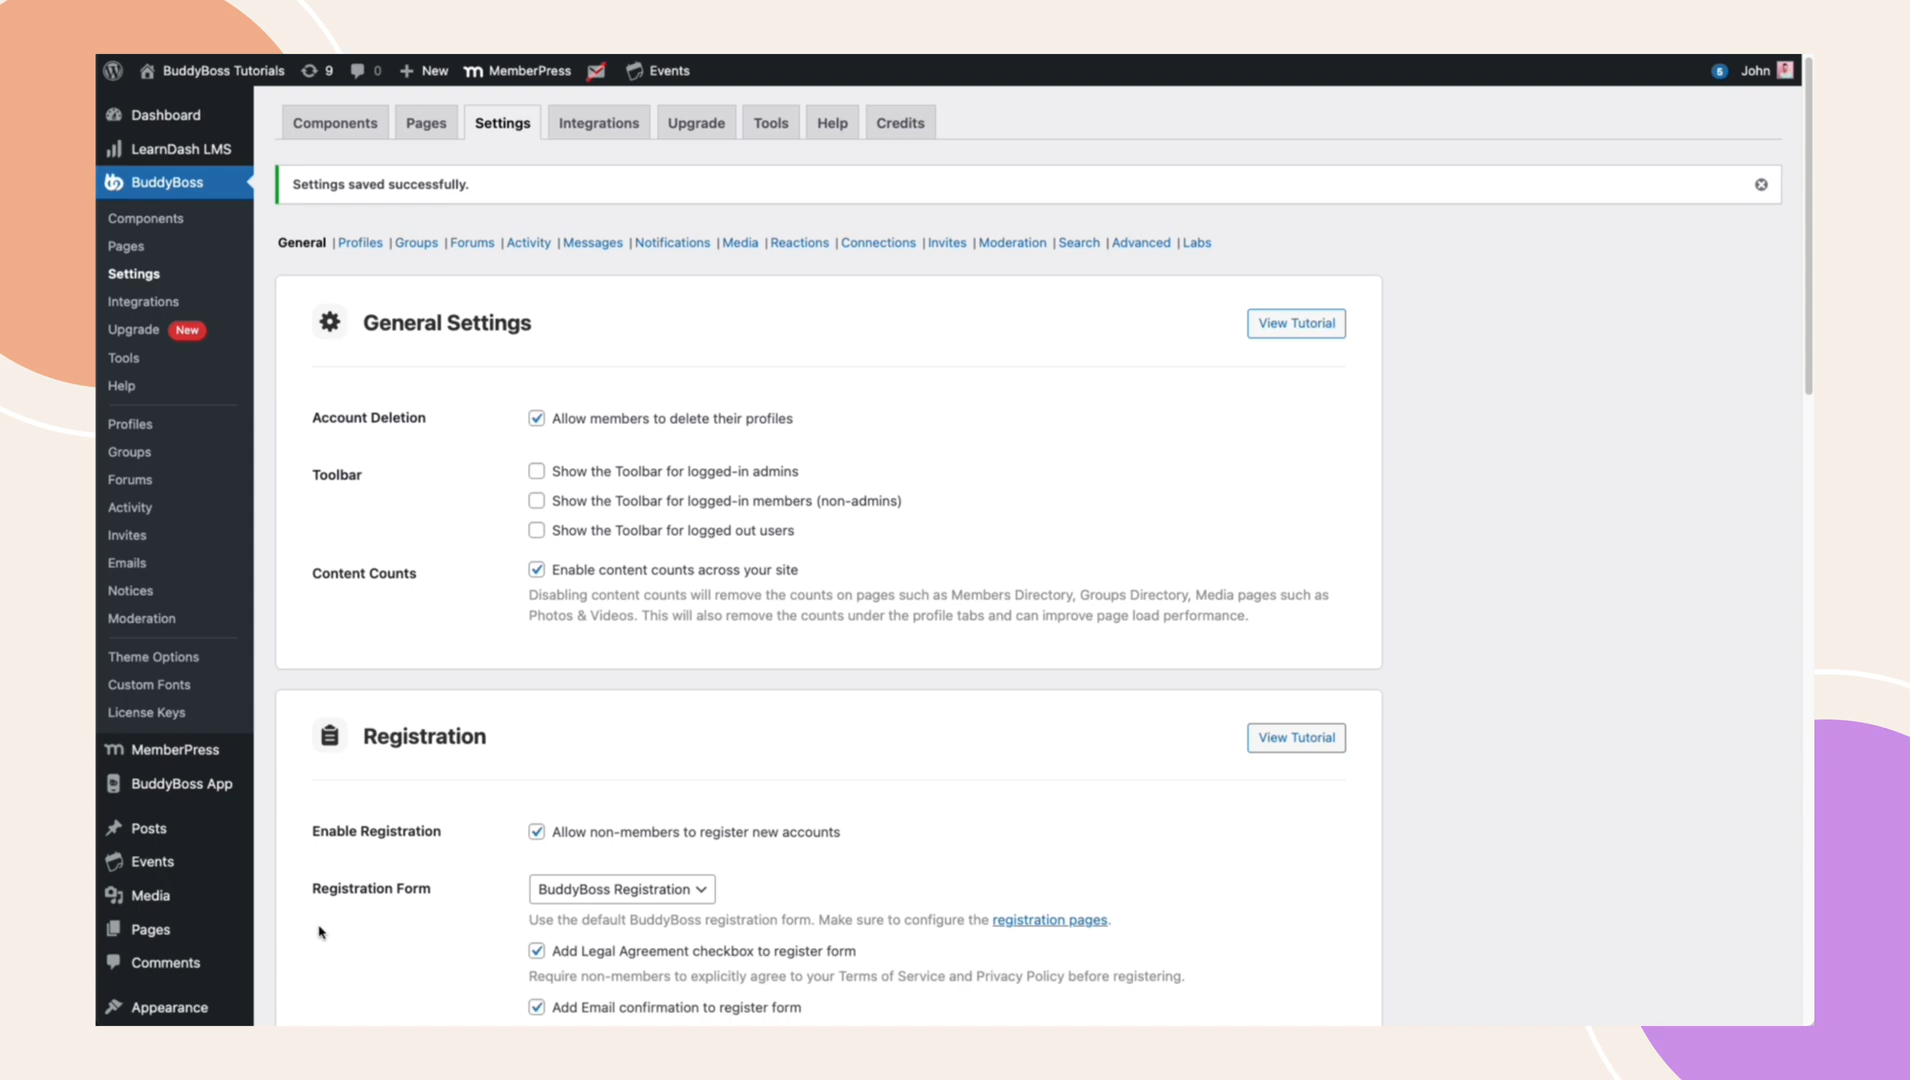 BuddyBoss Tutorials 9 0 New MemberPress Events 5 John
Dashboard
LearnDash LMS
BuddyBoss
Components
Pages
Settings
Integrations
Upgrade New
Tools
Help
Profiles
Groups
Forums
Activity
Invites
Emails
Notices
Moderation
Theme Options
Custom Fonts
License Keys
MemberPress
BuddyBoss App
Posts
Events
Media
Pages
Comments
Appearance
Components Pages Settings Integrations Upgrade Tools Help Credits
Settings saved successfully.
General | Profiles | Groups | Forums | Activity | Messages | Notifications | Media | Reactions | Connections | Invites | Moderation | Search | Advanced | Labs
General Settings View Tutorial
Account Deletion Allow members to delete their profiles
Toolbar Show the Toolbar for logged-in admins
Show the Toolbar for logged-in members (non-admins)
Show the Toolbar for logged out users
Content Counts Enable content counts across your site
Disabling content counts will remove the counts on pages such as Members Directory, Groups Directory, Media pages such as
Photos & Videos. This will also remove the counts under the profile tabs and can improve page load performance.
Registration View Tutorial
Enable Registration Allow non-members to register new accounts
Registration Form BuddyBoss Registration
Use the default BuddyBoss registration form. Make sure to configure the registration pages.
Add Legal Agreement checkbox to register form
Require non-members to explicitly agree to your Terms of Service and Privacy Policy before registering.
Add Email confirmation to register form